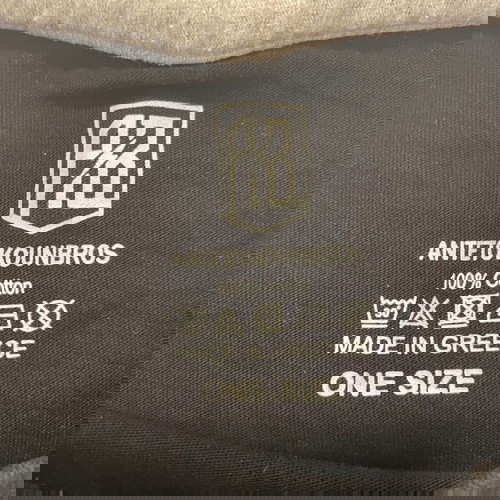 ANTETOKOUNBROS
100% Cotton
MADE IN GREECE
ONE SIZE